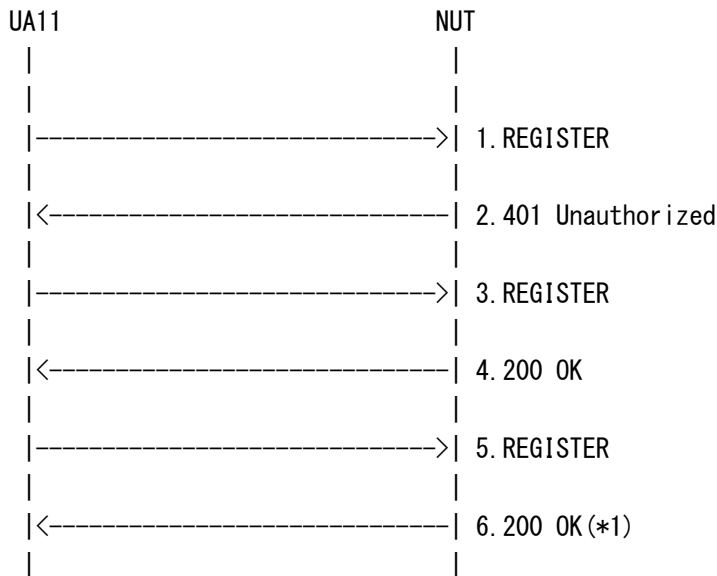 UA11 NUT
1.REGISTER
2.401 Unauthorized
3.REGISTER
4.200 OK
5.REGISTER
6.200 OK(*1)